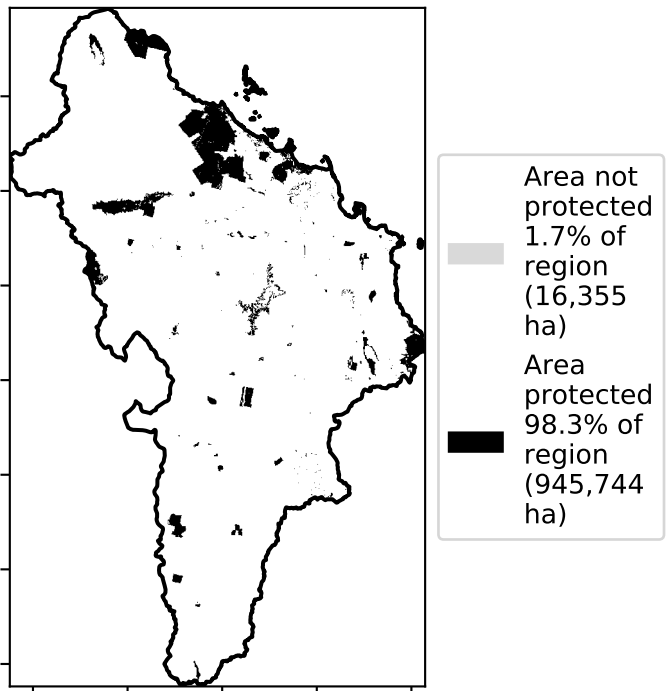 Area not
protected
1.7% of
region
(16,355
ha)
Area
protected
98.3% of
region
(945,744
ha)